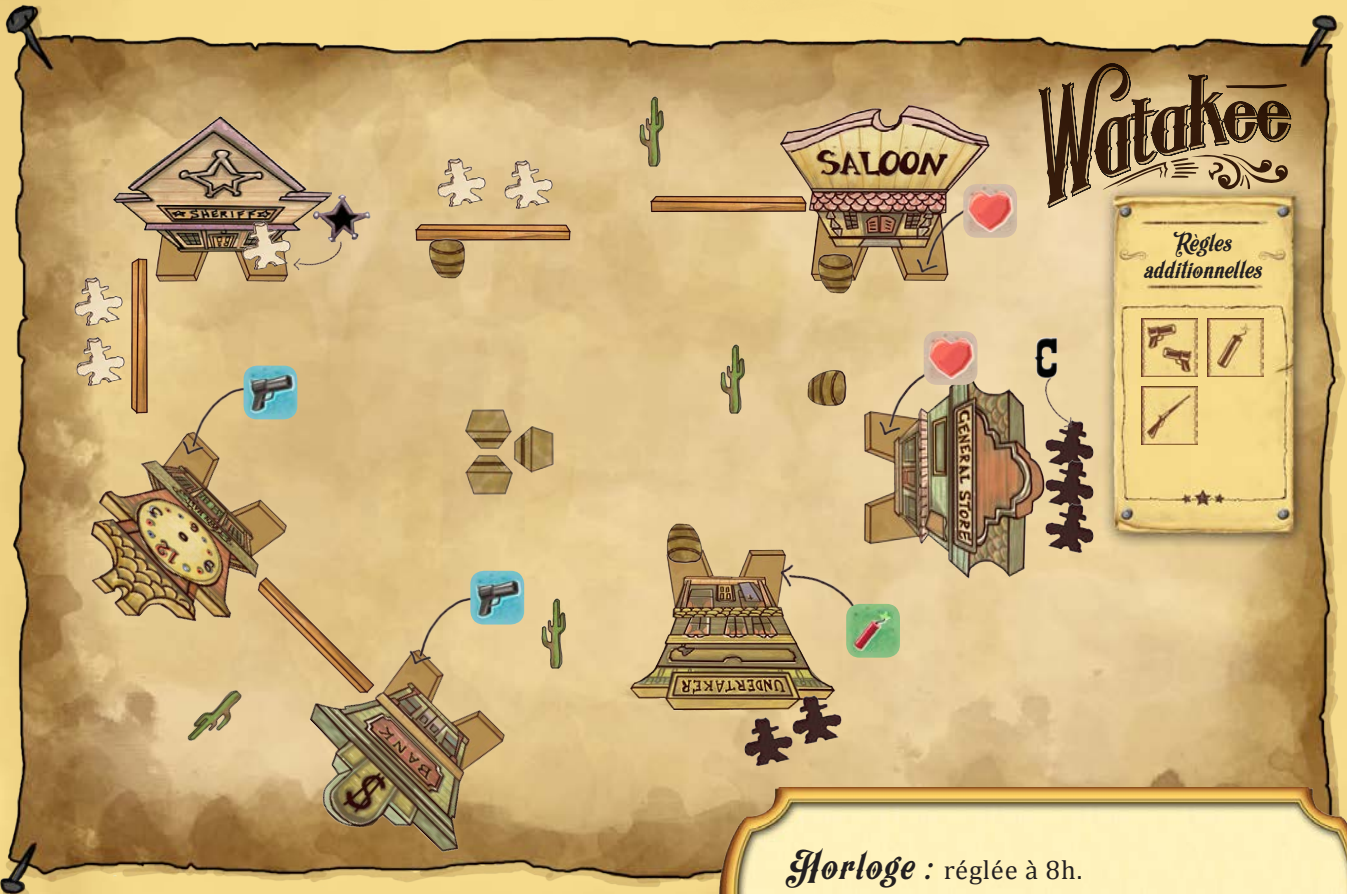 Watakee
SALOON
SHERIFF
Règles
additionnelles
C
GENERAL STORE
UNDERTAKER
BANK
$
Horloge : réglée à 8h.